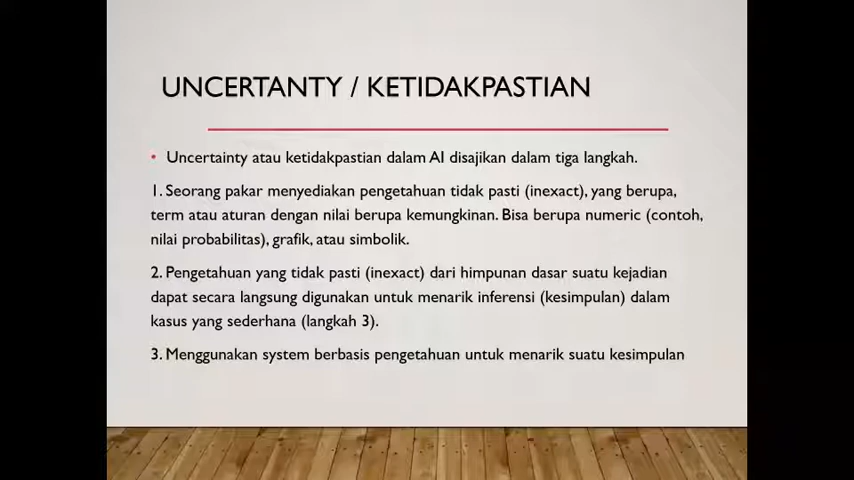 UNCERTANTY / KETIDAKPASTIAN
• Uncertainty atau ketidakpastian dalam AI disajikan dalam tiga langkah.
1. Seorang pakar menyediakan pengetahuan tidak pasti (inexact), yang berupa,
term atau aturan dengan nilai berupa kemungkinan. Bisa berupa numeric (contoh,
nilai probabilitas), grafik, atau simbolik.
2. Pengetahuan yang tidak pasti (inexact) dari himpunan dasar suatu kejadian
dapat secara langsung digunakan untuk menarik inferensi (kesimpulan) dalam
kasus yang sederhana (langkah 3).
3. Menggunakan system berbasis pengetahuan untuk menarik suatu kesimpulan